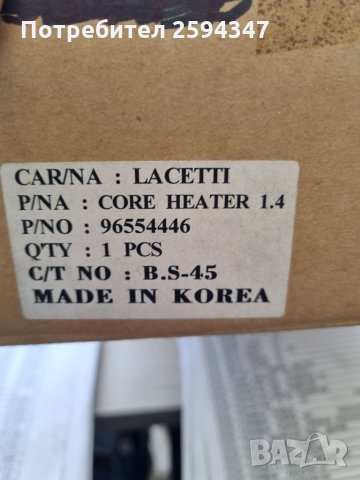 Потребител 2594347
CAR/NA : LACETTI
P/NA : CORE HEATER 1.4
P/NO : 96554446
QTY : 1 PCS
C/T NO : B.S-45
MADE IN KOREA
BAZAR